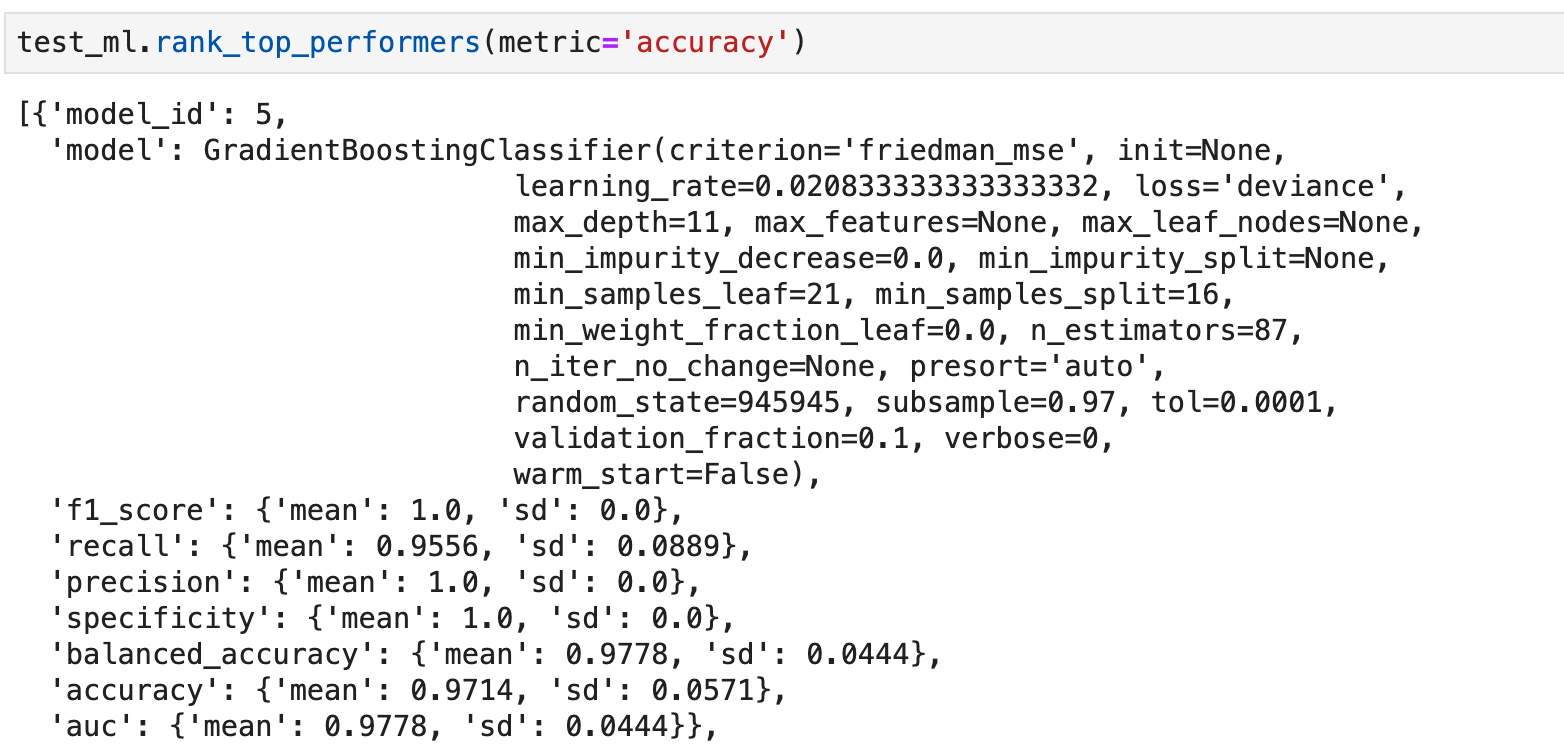 test_ml.rank_top_performers(metric='accuracy')
[{'model_id': 5,
'model': GradientBoostingClassifier(criterion='friedman_mse', init=None,
learning_rate=0.020833333333333332, loss='deviance',
max_depth=11, max_features=None, max_leaf_nodes=None,
min_impurity_decrease=0.0, min_impurity_split=None,
min_samples_leaf=21, min_samples_split=16,
min_weight_fraction_leaf=0.0, n_estimators=87,
n_iter_no_change=None, presort='auto',
random_state=945945, subsample=0.97, tol=0.0001,
validation_fraction=0.1, verbose=0,
warm_start=False),
'f1_score': {'mean': 1.0, 'sd': 0.0},
'recall': {'mean': 0.9556, 'sd': 0.0889},
'precision': {'mean': 1.0, 'sd': 0.0},
'specificity': {'mean': 1.0, 'sd': 0.0},
'balanced_accuracy': {'mean': 0.9778, 'sd': 0.0444},
'accuracy': {'mean': 0.9714, 'sd': 0.0571},
'auc': {'mean': 0.9778, 'sd': 0.0444}},